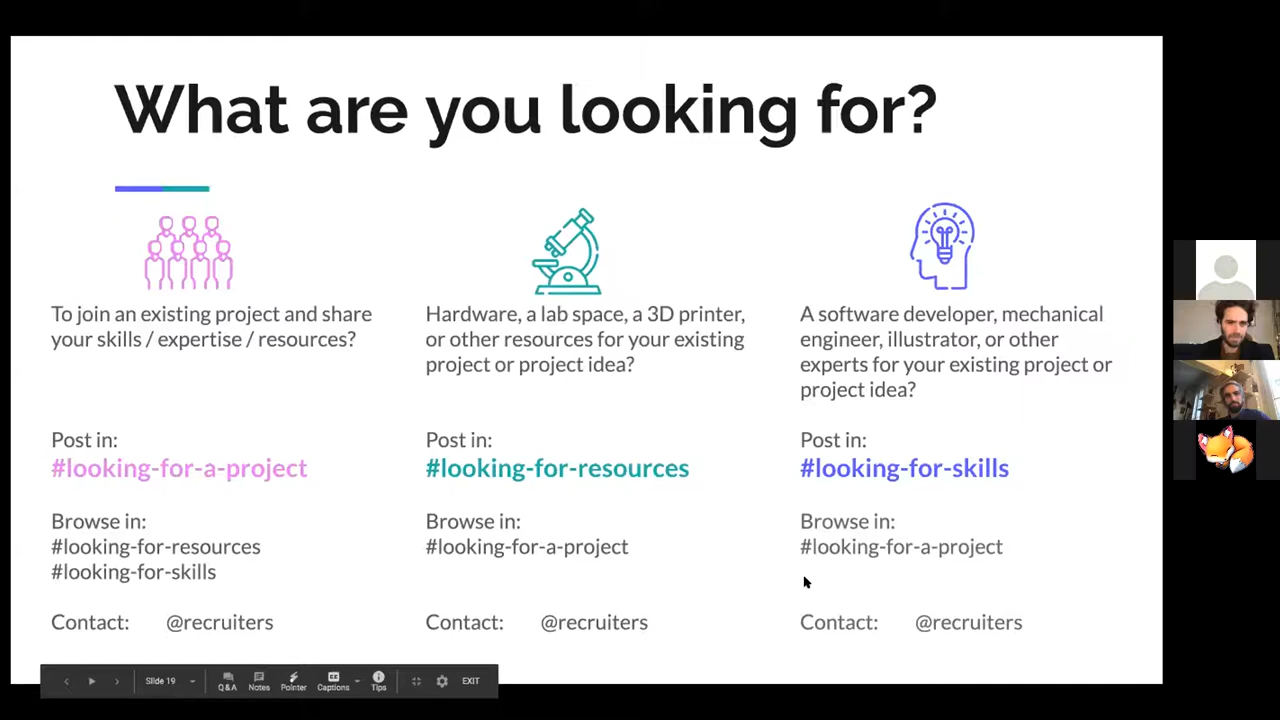 What are you looking for?
To join an existing project and share
your skills / expertise / resources?
Post in:
#looking-for-a-project
Browse in:
#looking-for-resources
#looking-for-skills
Contact: @recruiters
Hardware, a lab space, a 3D printer,
or other resources for your existing
project or project idea?
Post in:
#looking-for-resources
Browse in:
#looking-for-a-project
Contact: @recruiters
A software developer, mechanical
engineer, illustrator, or other
experts for your existing project or
project idea?
Post in:
#looking-for-skills
Browse in:
#looking-for-a-project
Contact: @recruiters
Slide 19
Q&A
Notes
Pointer
Captions
Tips
EXIT